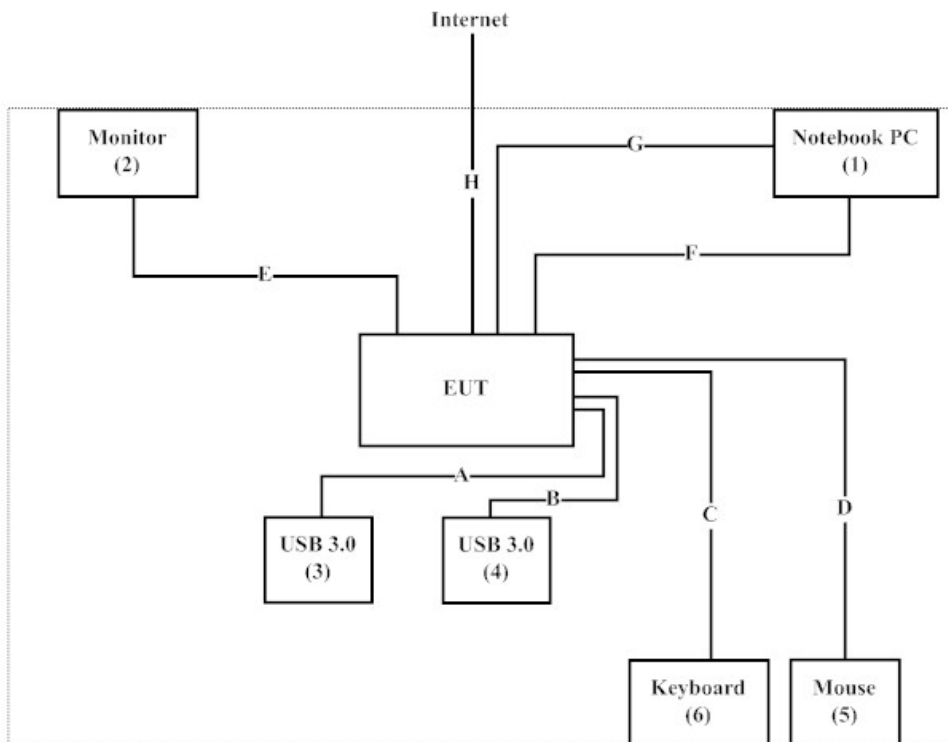 Internet
Monitor
(2)
Notebook PC
(1)
G
H
F
E
EUT
A
B
C
D
USB 3.0
(3)
USB 3.0
(4)
Keyboard
(6)
Mouse
(5)